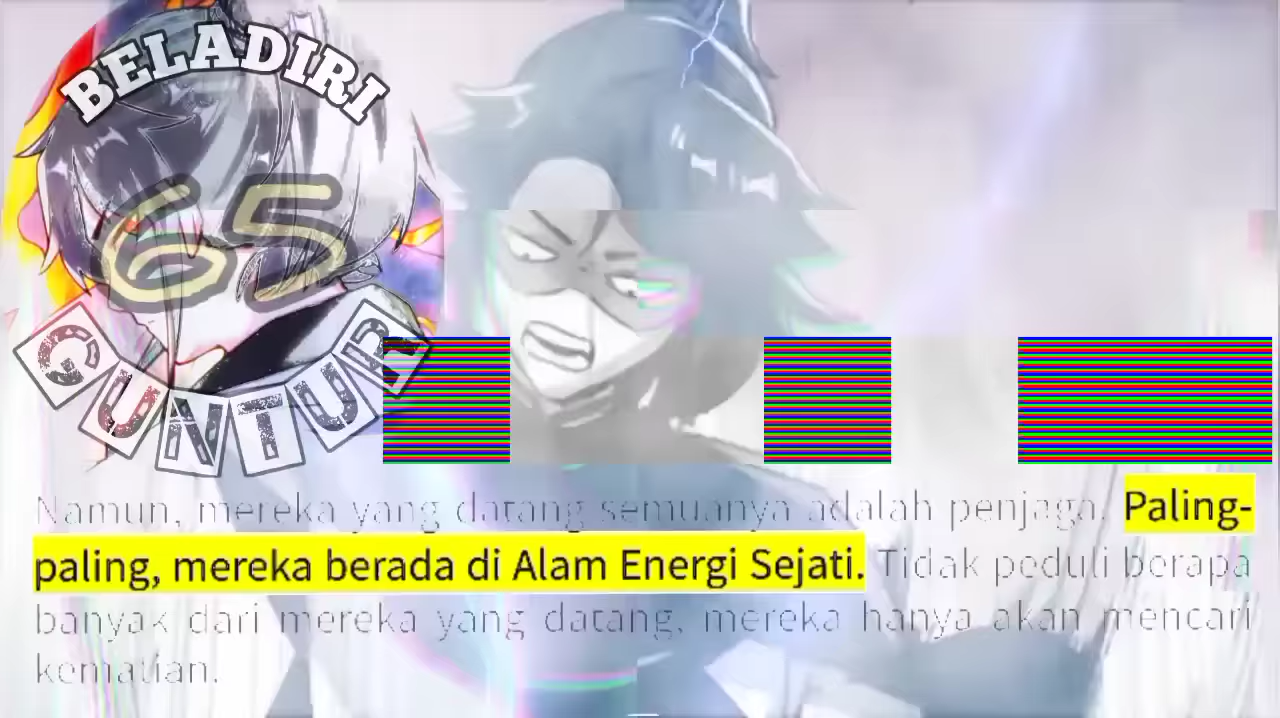 BELADIRI
65
GUNTUR
Namun, mereka yang datang semuanya adalah penjaga. Paling-
paling, mereka berada di Alam Energi Sejati. Tidak peduli berapa
banyak dari mereka yang datang, mereka hanya akan mencari
kematian.